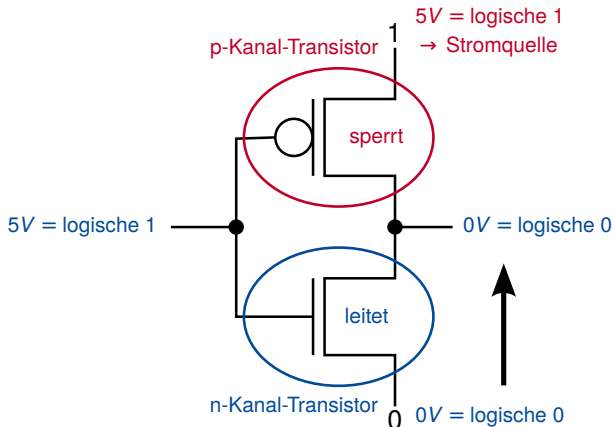 5V = logische 1
1
p-Kanal-Transistor
→ Stromquelle
sperrt
5V = logische 1
0V = logische 0
leitet
n-Kanal-Transistor
0
0V = logische 0